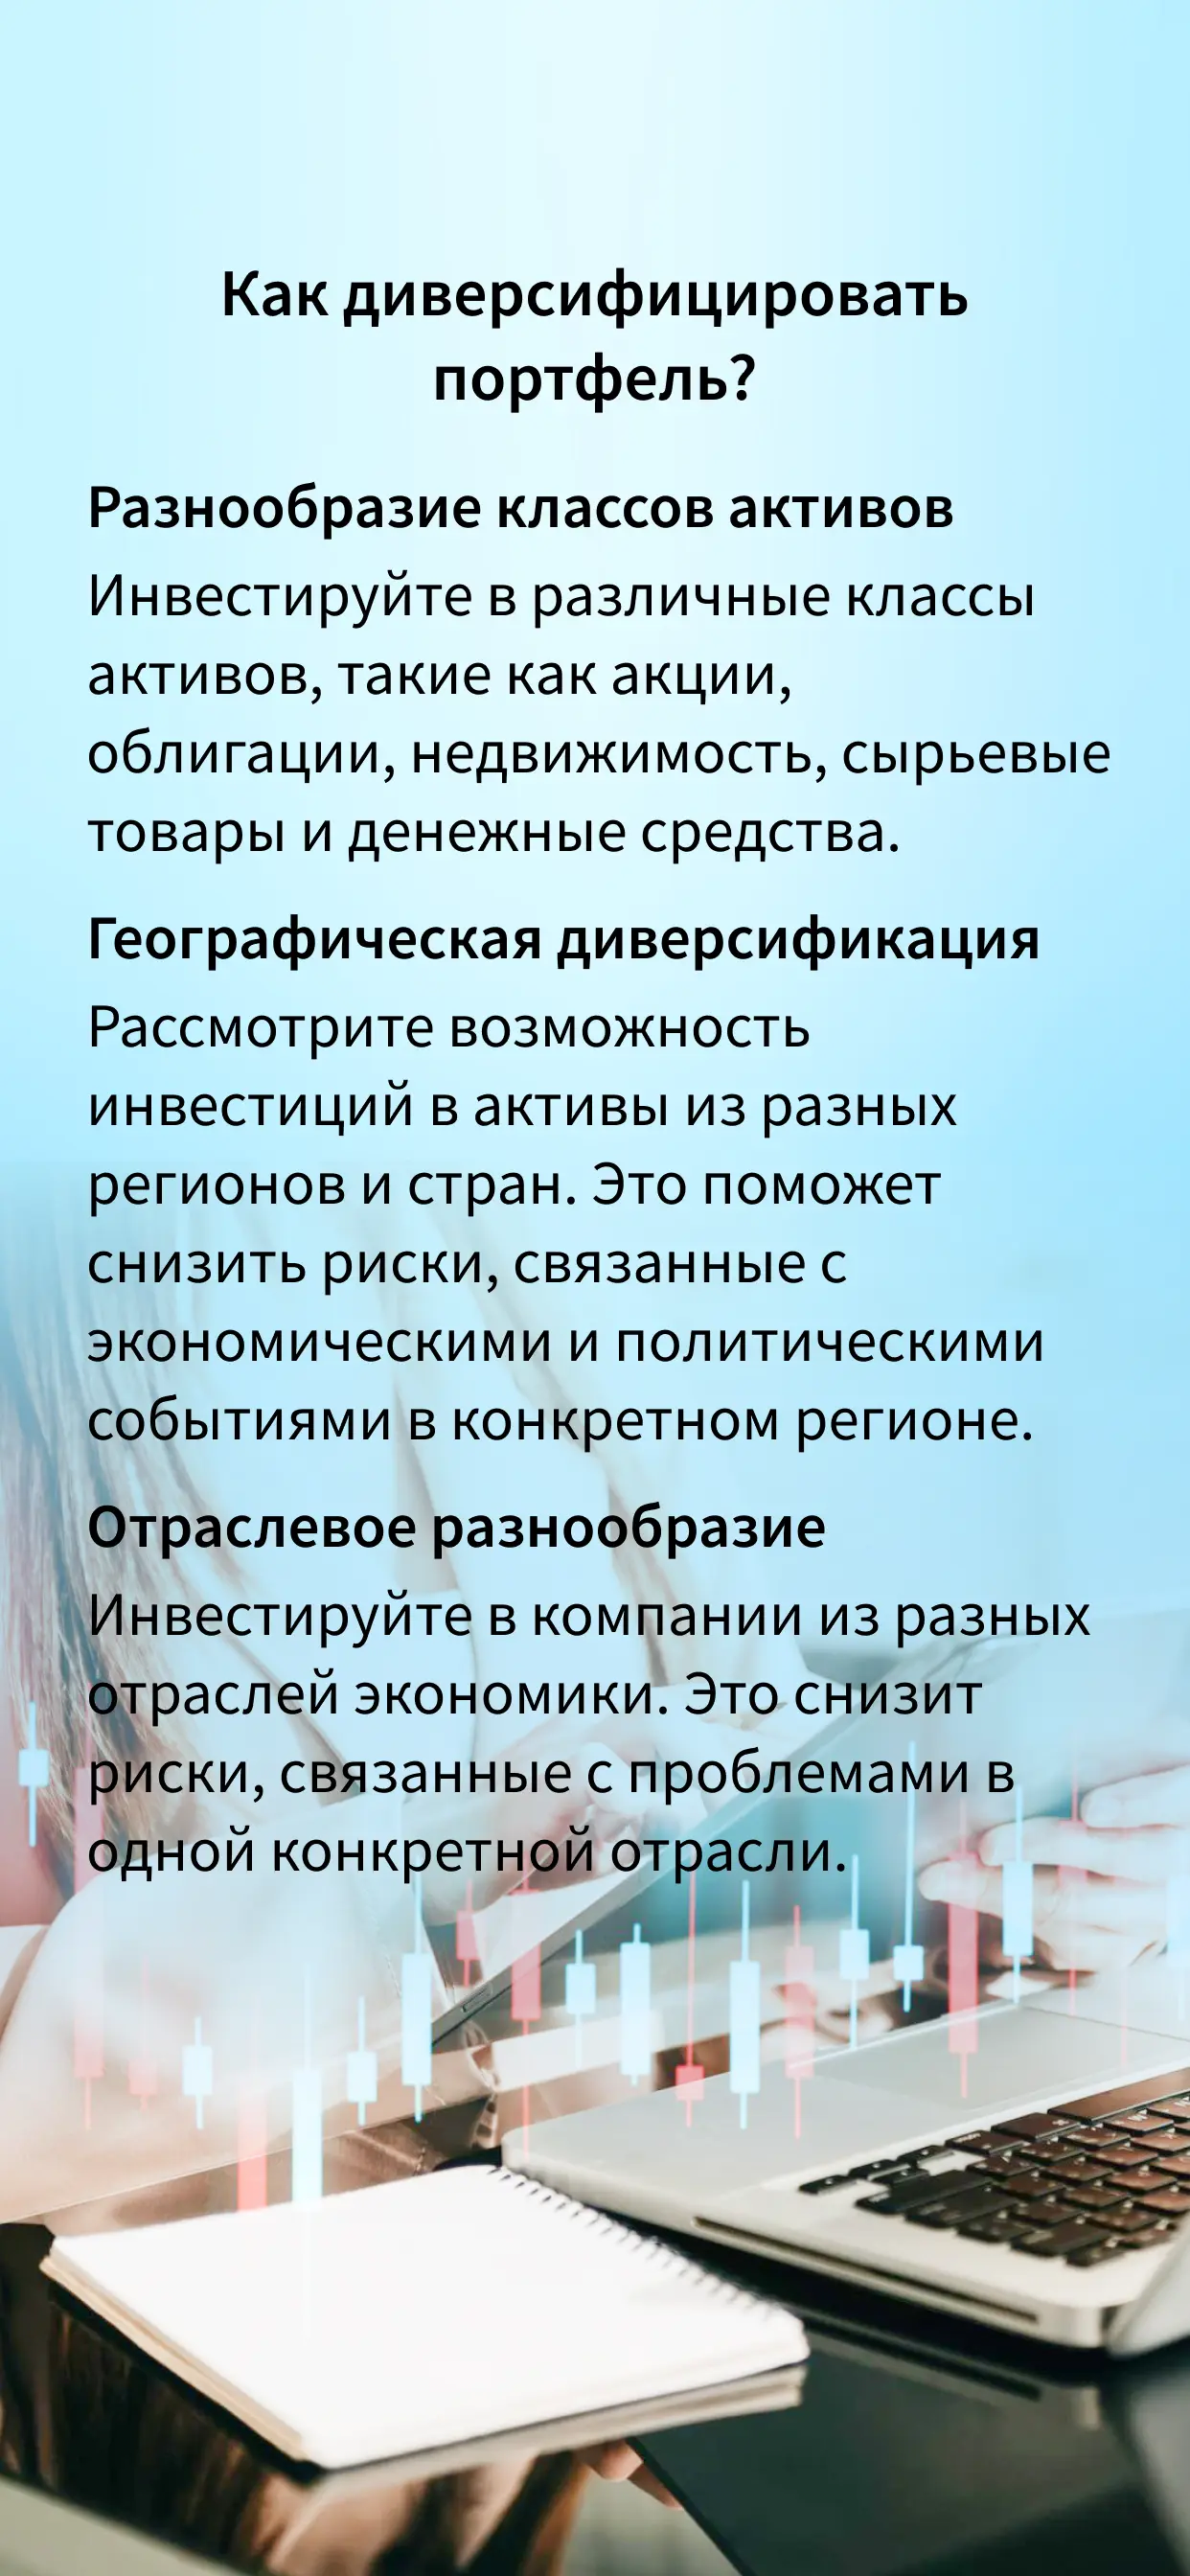 Как диверсифицировать
портфель?
Разнообразие классов активов
Инвестируйте в различные классы
активов, такие как акции,
облигации, недвижимость, сырьевые
товары и денежные средства.
Географическая диверсификация
Рассмотрите возможность
инвестиций в активы из разных
регионов и стран. Это поможет
снизить риски, связанные с
экономическими и политическими
событиями в конкретном регионе.
Отраслевое разнообразие
Инвестируйте в компании из разных
отраслей экономики. Это снизит
риски, связанные с проблемами в
одной конкретной отрасли.